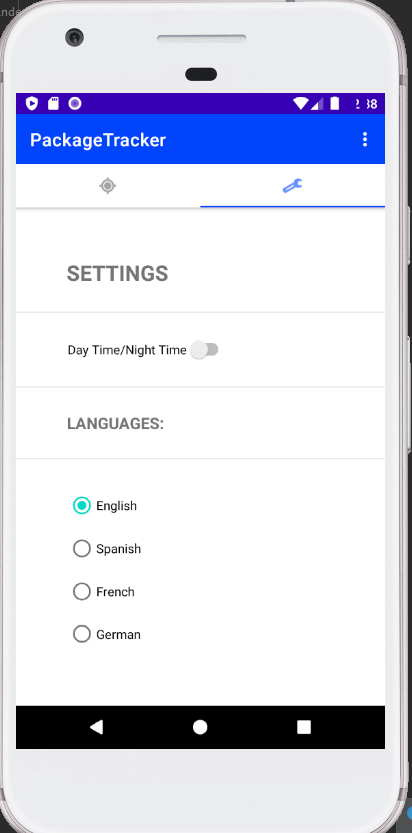 PackageTracker
SETTINGS
Day Time/Night Time
LANGUAGES:
English
Spanish
French
German